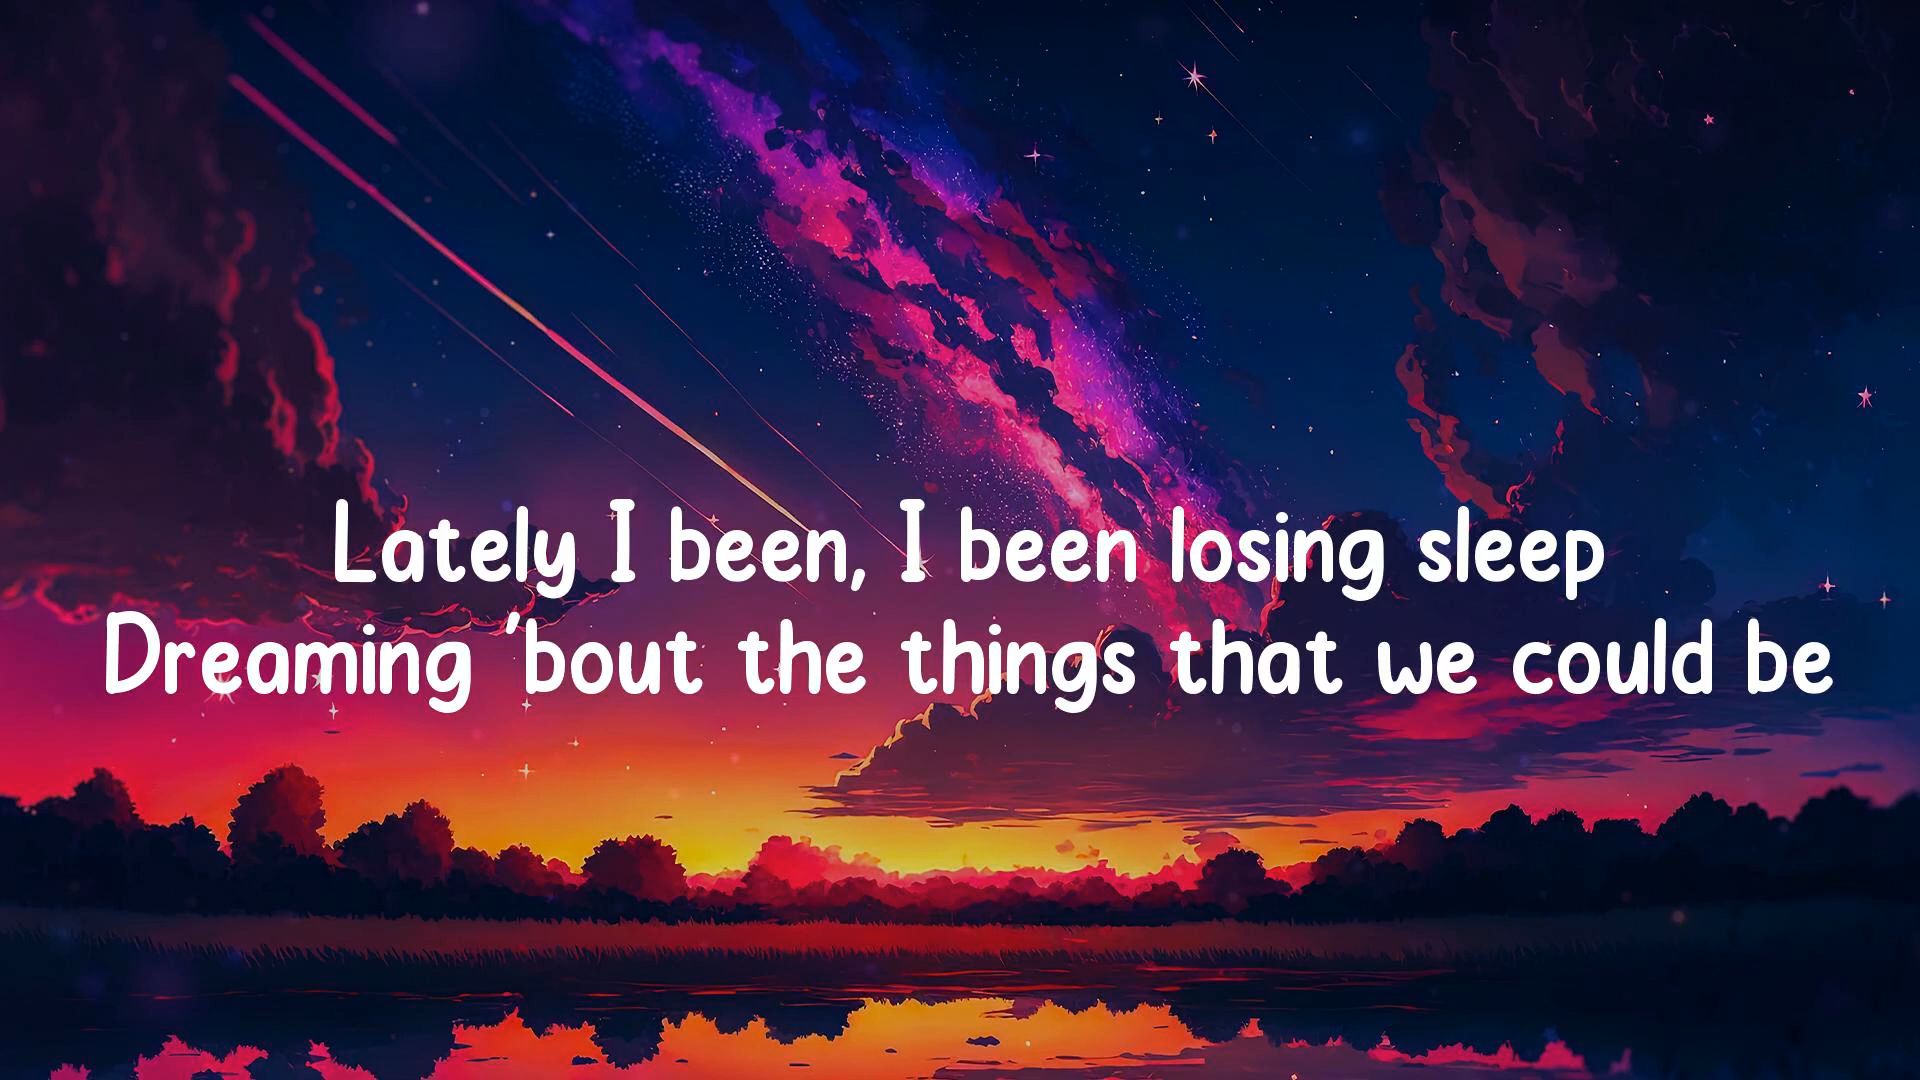 Lately I been, I been losing sleep
Dreaming 'bout the things that we could be